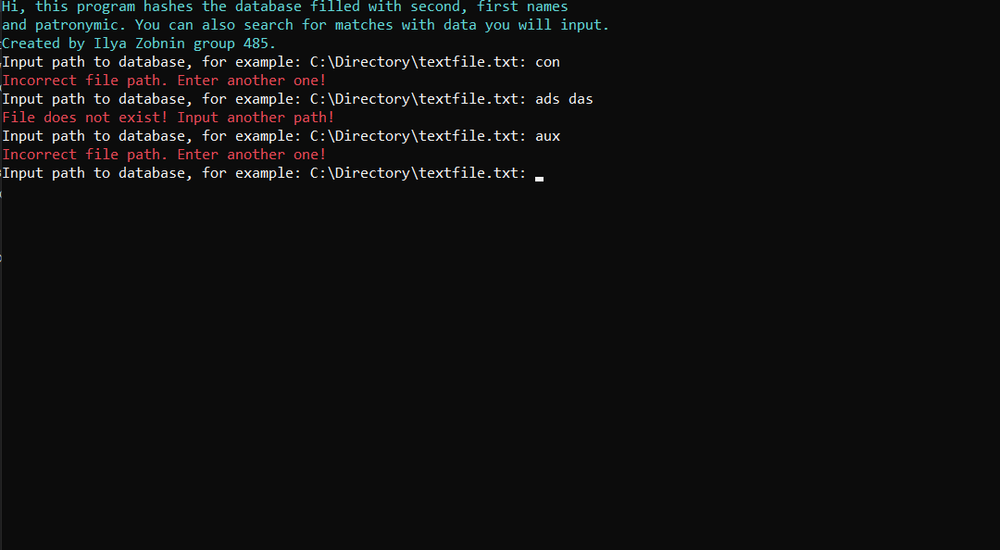 Hi, this program hashes the database filled with second, first names
and patronymic. You can also search for matches with data you will input.
Created by Ilya Zobnin group 485.
Input path to database, for example: C:\Directory\textfile.txt: con
Incorrect file path. Enter another one!
Input path to database, for example: C:\Directory\textfile.txt: ads das
File does not exist! Input another path!
Input path to database, for example: C:\Directory\textfile.txt: aux
Incorrect file path. Enter another one!
Input path to database, for example: C:\Directory\textfile.txt: